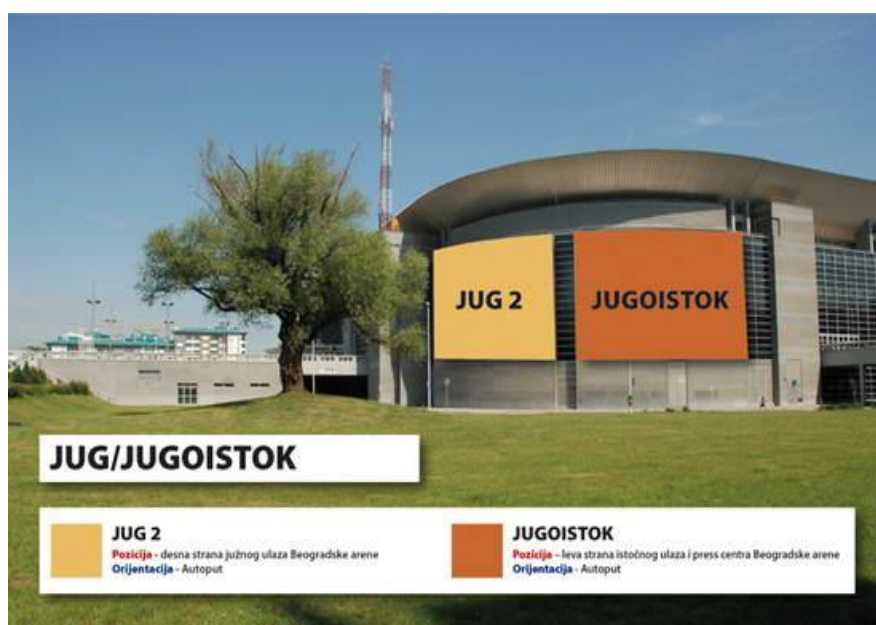 JUG 2
JUGOISTOK
JUG/JUGOISTOK
JUG 2
Pozicija - desna strana južnog ulaza Beogradske arene
Orijentacija - Autoput
JUGOISTOK
Pozicija - leva strana istočnog ulaza i press centra Beogradske arene
Orijentacija - Autoput